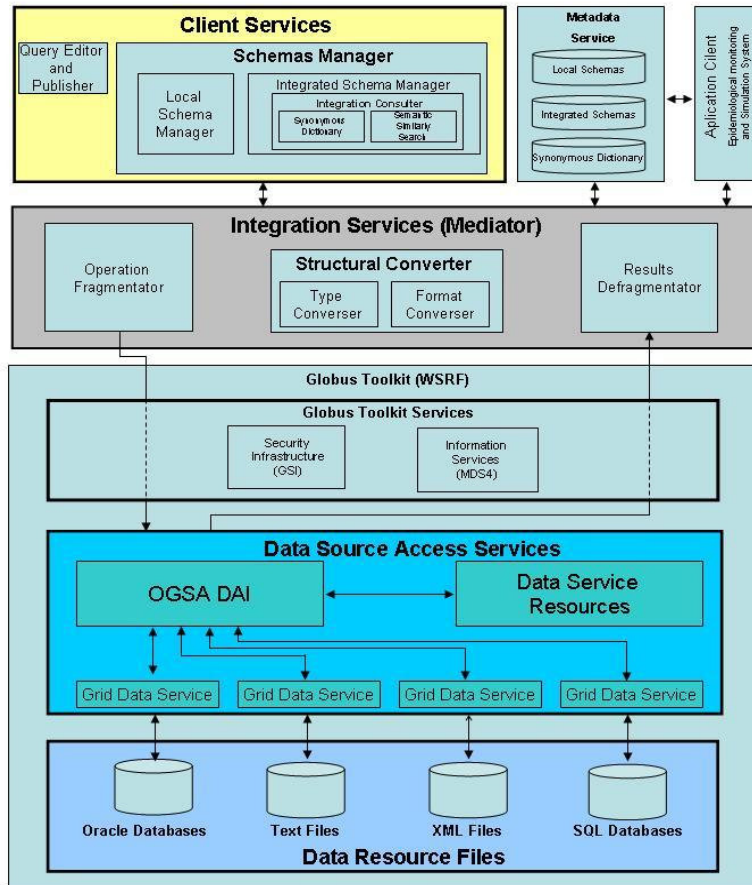 Client Services
Query Editor
and
Publisher
Schemas Manager
Local
Schema
Manager
Integrated Schema Manager
Integration Consulter
Synonymous
Dictionary
Semantic
Similarly
Search
Metadata
Service
Local Schemas
Integrated Schemas
Synonymous Dictionary
Aplication Cilent
Epidemiological monitoring
and Simulation System
Integration Services (Mediator)
Operation
Fragmentator
Structural Converter
Type
Converser
Format
Converser
Results
Defragmentator
Globus Toolkit (WSRF)
Globus Toolkit Services
Security
Infrastructure
(GSI)
Information
Services
(MDS4)
Data Source Access Services
OGSA DAI
Data Service
Resources
Grid Data Service
Grid Data Service
Grid Data Service
Grid Data Service
Oracle Databases
Text Files
XML Files
SQL Databases
Data Resource Files